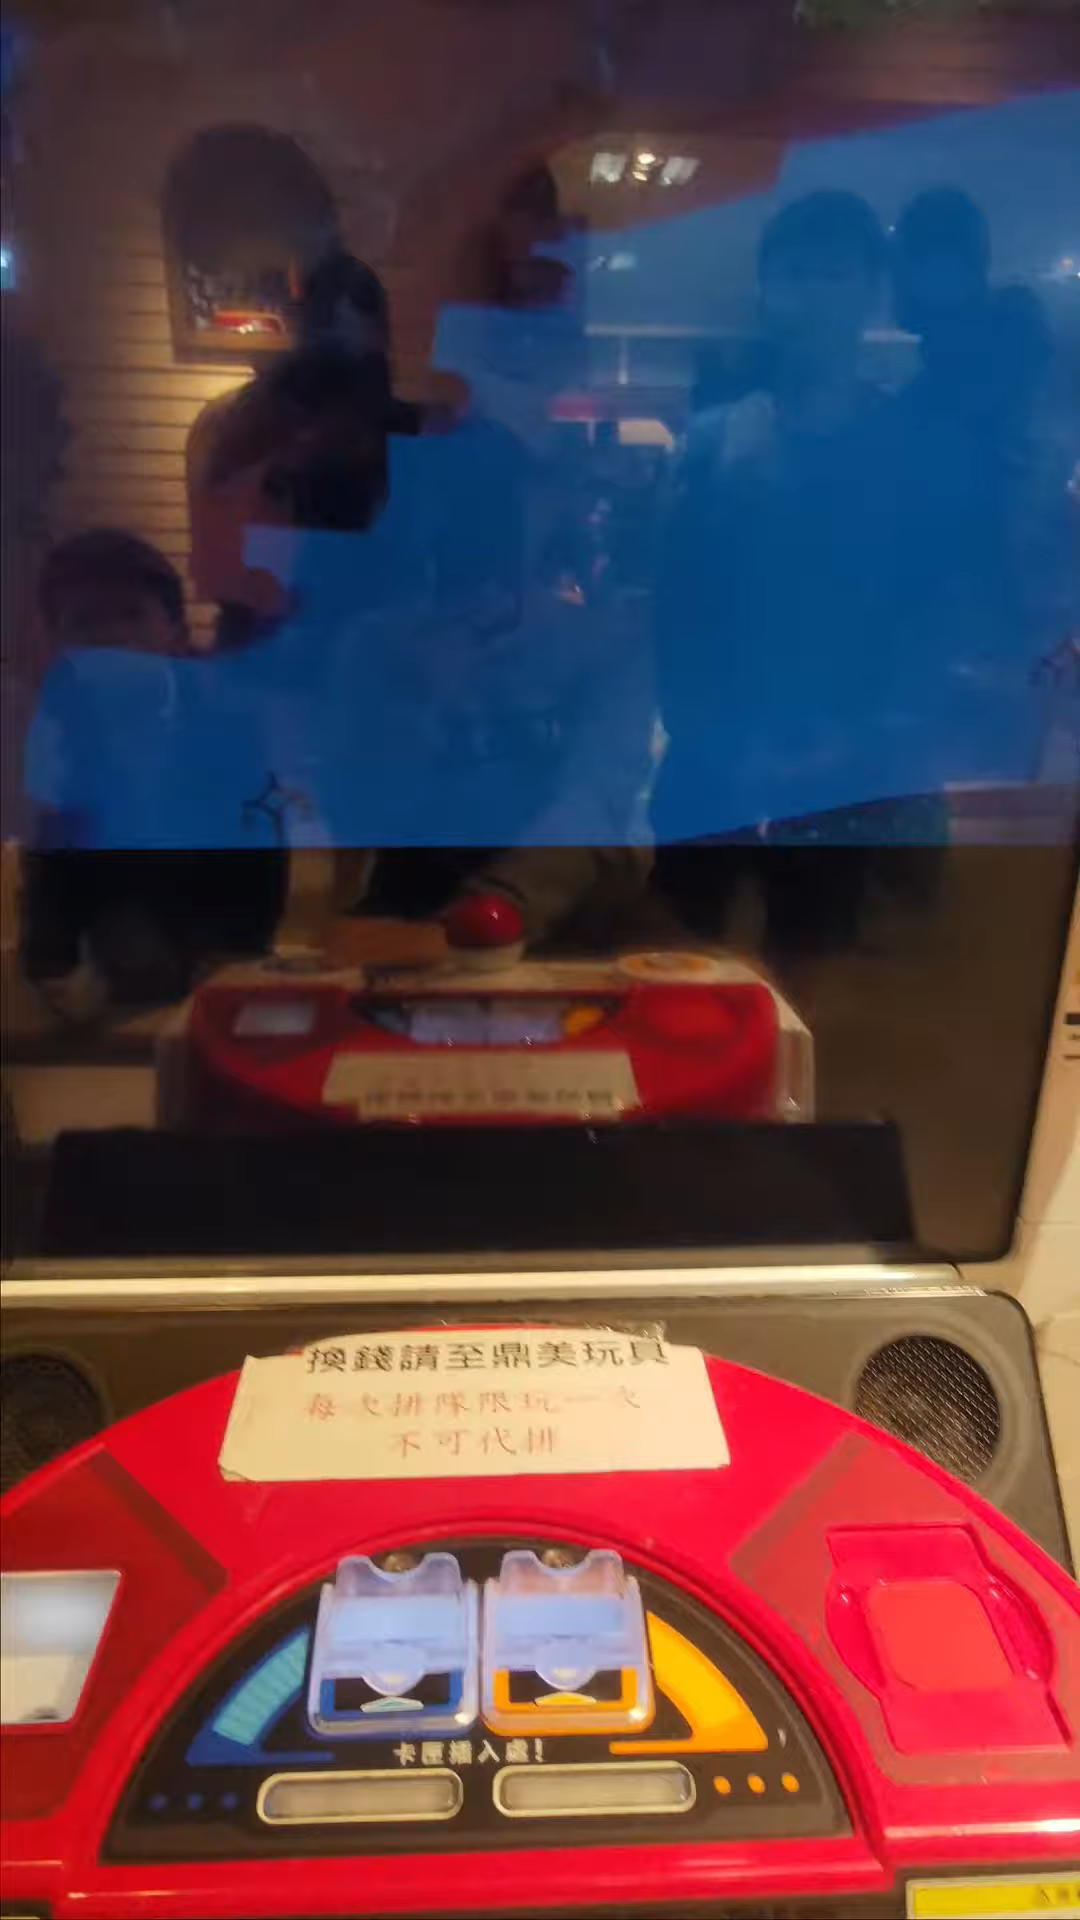 換錢請至鼎美玩具
每次排隊限玩一次
不可代排
卡匣插入處!